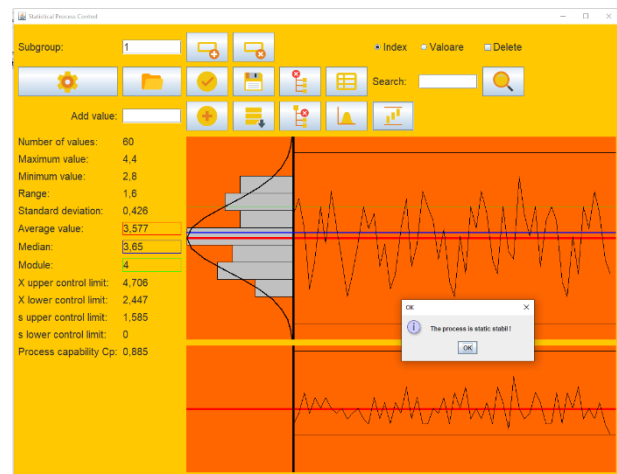 Statistical Process Control
Subgroup: 1
Index Valoare Delete
Search:
Add value:
Number of values: 60
Maximum value: 4,4
Minimum value: 2,8
Range: 1,6
Standard deviation: 0,426
Average value: 3,577
Median: 3,65
Module: 4
X upper control limit: 4,706
X lower control limit: 2,447
s upper control limit: 1,585
s lower control limit: 0
Process capability Cp: 0,885
OK
The process is static stabil !
OK